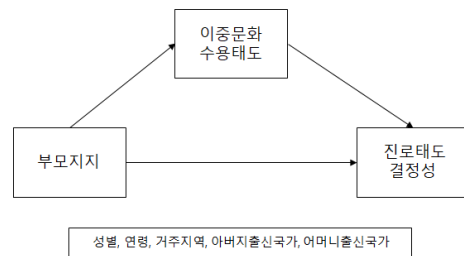 이중문화
수용태도
부모지지
진로태도
결정성
성별, 연령, 거주지역, 아버지출신국가, 어머니출신국가